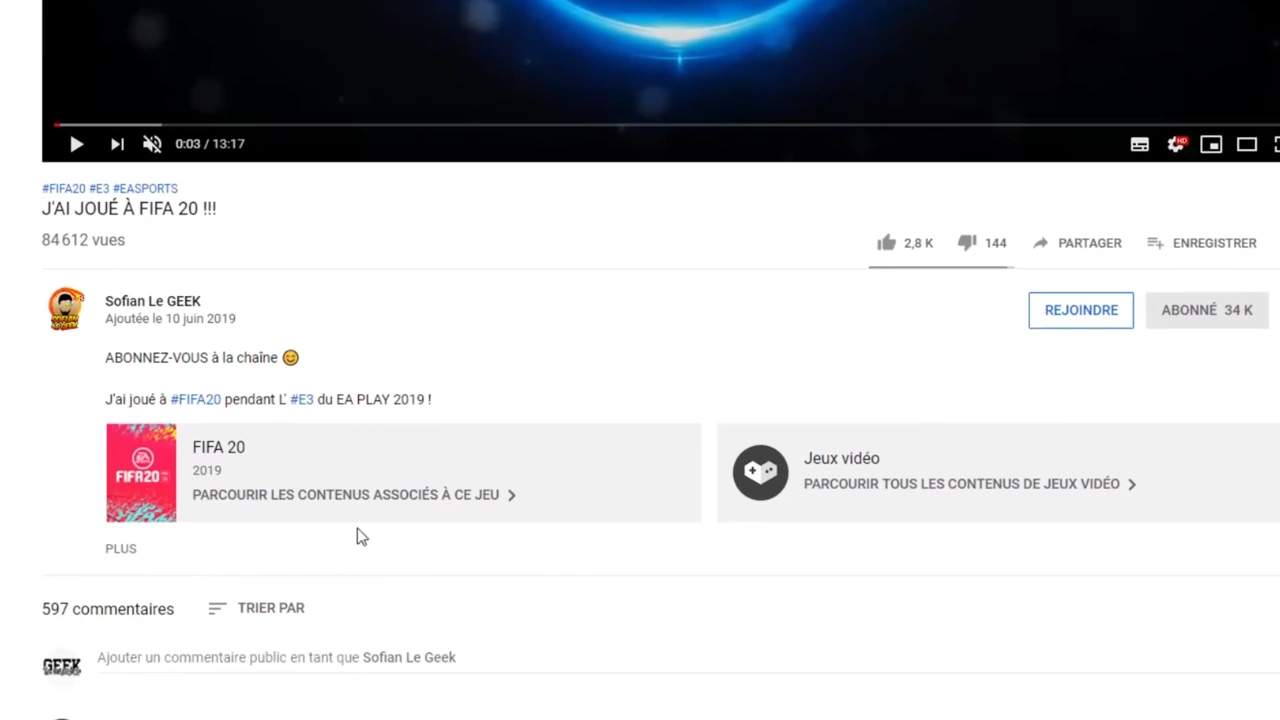 0:03 / 13:17
HD
#FIFA20 #E3 #EASPORTS
J'AI JOUÉ À FIFA 20 !!!
84 612 vues
2,8 K
144
PARTAGER
ENREGISTRER
Sofian Le GEEK
Ajoutée le 10 juin 2019
REJOINDRE
ABONNÉ 34 K
ABONNEZ-VOUS à la chaîne 😊
J'ai joué à #FIFA20 pendant L' #E3 du EA PLAY 2019 !
EA SPORTS
FIFA20
FIFA 20
2019
PARCOURIR LES CONTENUS ASSOCIÉS À CE JEU
Jeux vidéo
PARCOURIR TOUS LES CONTENUS DE JEUX VIDÉO
PLUS
597 commentaires
TRIER PAR
GEEK
Ajouter un commentaire public en tant que Sofian Le Geek